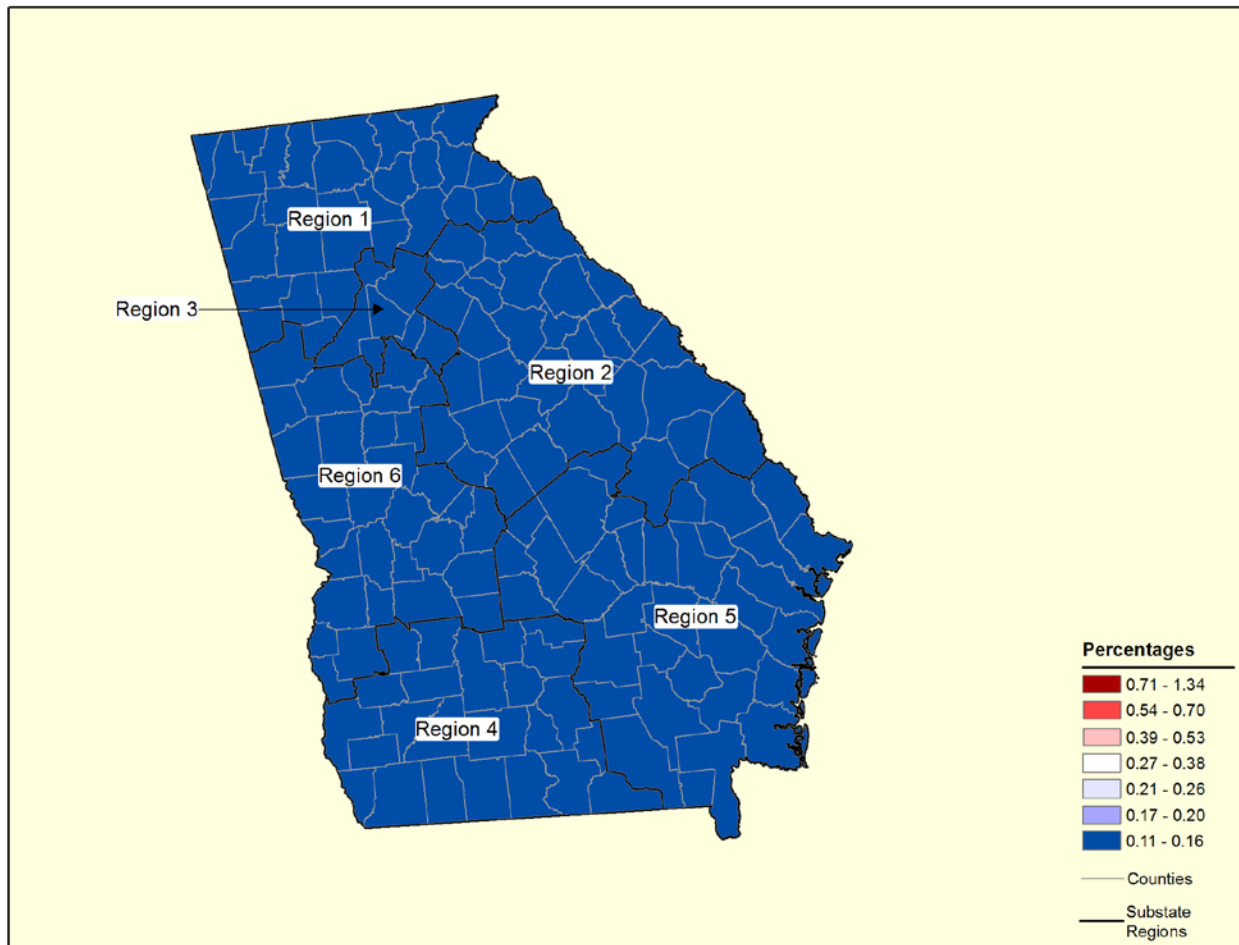 Region 1
Region 3
Region 2
Region 6
Region 5
Region 4
Percentages
0.71 - 1.34
0.54 - 0.70
0.39 - 0.53
0.27 - 0.38
0.21 - 0.26
0.17 - 0.20
0.11 - 0.16
Counties
Substate
Regions